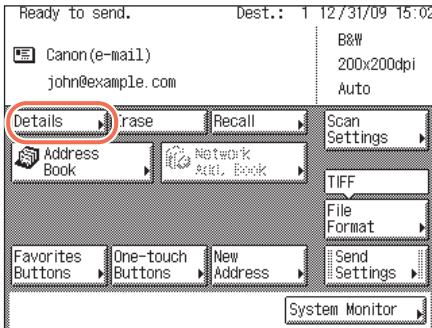 Ready to send. Dest.: 1 12/31/09 15:02
Canon(e-mail)
john@example.com
B&W
200x200dpi
Auto
Details
Erase
Recall
Scan
Settings
Address
Book
Network
Add. Book
TIFF
File
Format
Favorites
Buttons
One-touch
Buttons
New
Address
Send
Settings
System Monitor